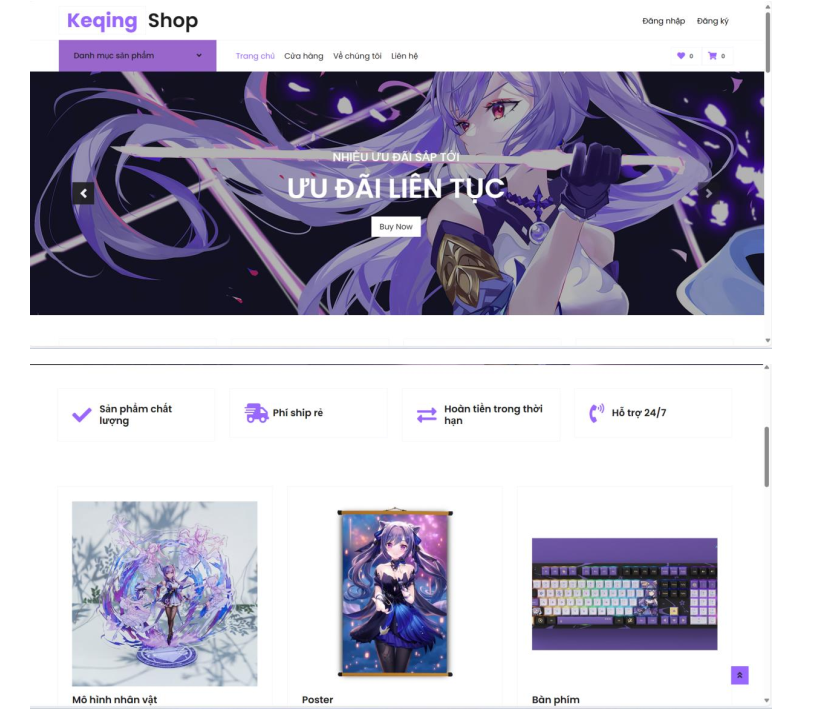 Keqing Shop
Đăng nhập Đăng ký
Danh mục sản phẩm
Trang chủ Cửa hàng Về chúng tôi Liên hệ
0 0
NHIỀU ƯU ĐÃI SẮP TỚI
ƯU ĐÃI LIÊN TỤC
Buy Now
Sản phẩm chất
lượng
Phí ship rẻ
Hoàn tiền trong thời
hạn
Hỗ trợ 24/7
Mô hình nhân vật
Poster
Bàn phím